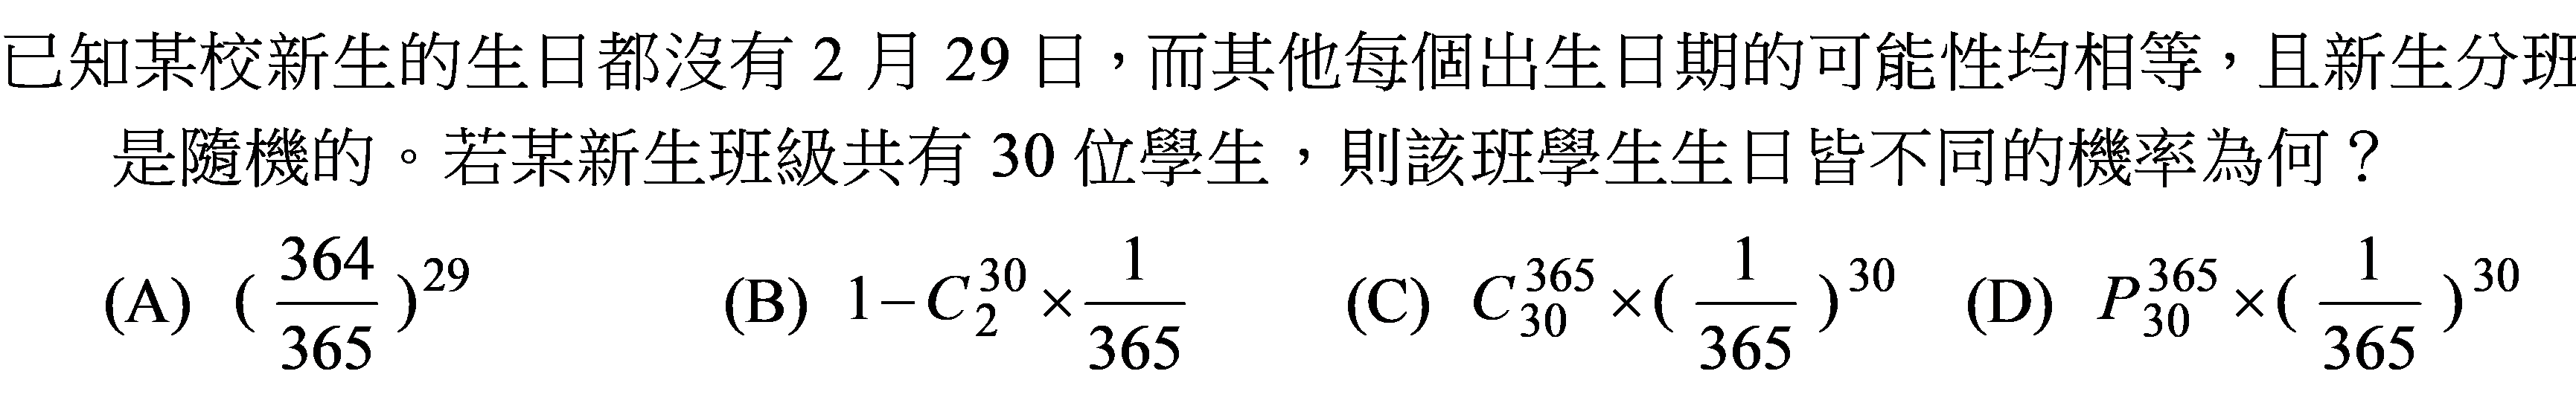 已知某校新生的生日都沒有 2 月 29 日，而其他每個出生日期的可能性均相等，且新生分班
是隨機的。若某新生班級共有 30 位學生，則該班學生生日皆不同的機率為何？
(A) (\frac{364}{365})^{29} (B) 1-C_{2}^{30}×\frac{1}{365} (C) C_{30}^{365}×(\frac{1}{365})^{30} (D) P_{30}^{365}×(\frac{1}{365})^{30}